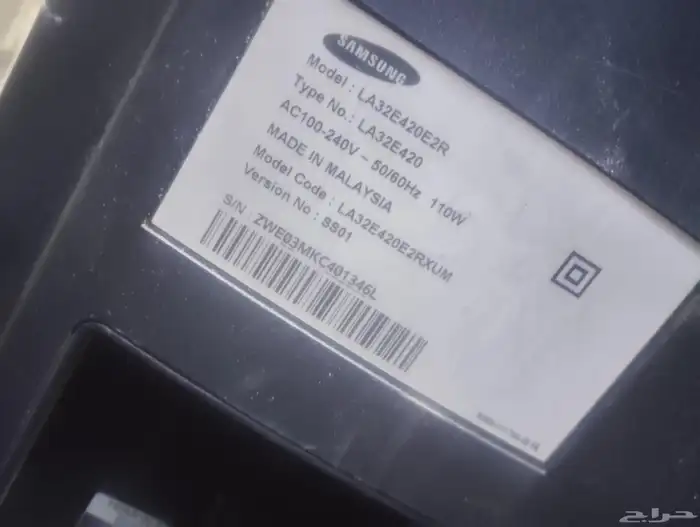 SAMSUNG
Model : LA32E420E2R
Type No.: LA32E420
AC100-240V ~ 50/60Hz 110W
MADE IN MALAYSIA
Model Code : LA32E420E2RXUM
Version No : SS01
S/N : ZWE03MKC401346L
حراج